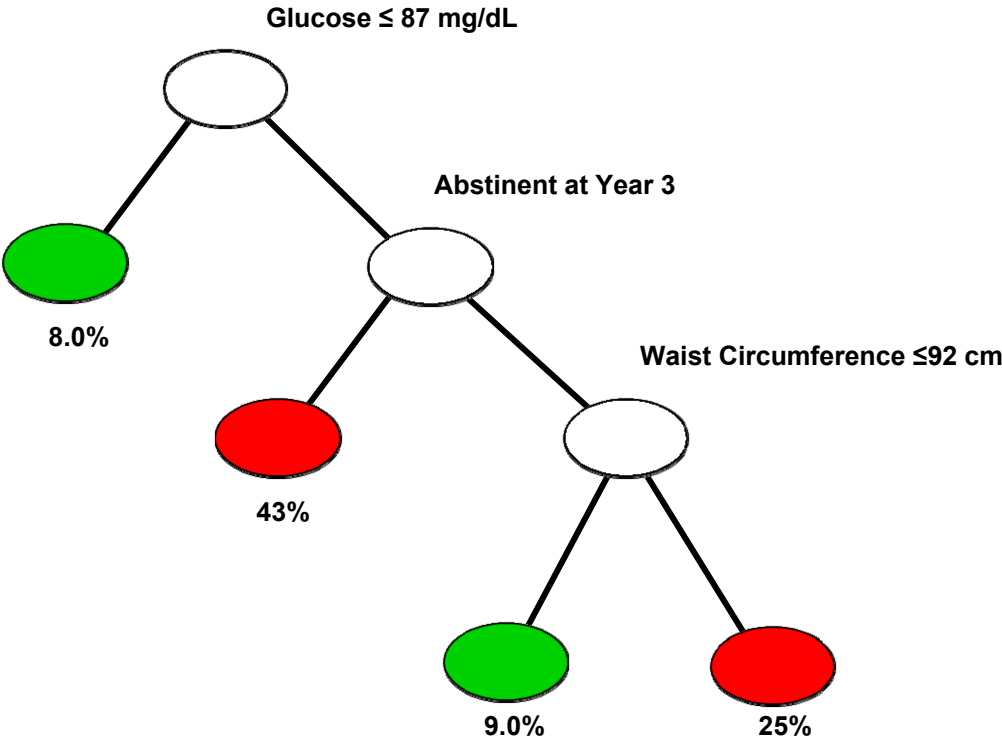 Glucose ≤ 87 mg/dL
Abstinent at Year 3
8.0%
Waist Circumference ≤92 cm
43%
9.0%
25%